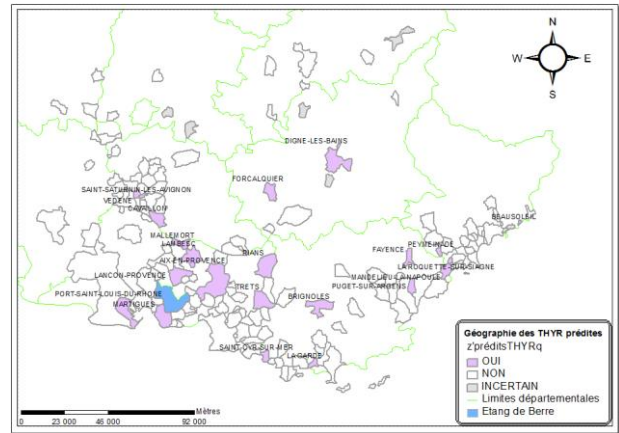 N
W
E
S
DIGNE-LES-BAINS
FORCALQUIER
SAINT-SATURNIN-LES-AVIGNON
VEDENE
CAVAILLON
BEAUSOLEIL
MALLEMORT
LAMBESC
RIANS
FAYENCE
PEYMEINADE
AIX-EN-PROVENCE
LA ROQUETTE-SUR-SIAGNE
LANCON-PROVENCE
MANDELIEU-LA-NAPOULE
TRETS
PUGET-SUR-ARGENS
PORT-SAINT-LOUIS-DU-RHONE
BRIGNOLES
MARTIGUES
SAINT-CYR-SUR-MER
LA GARDE
Géographie des THYR prédites
z'préditsTHYRq
OUI
NON
INCERTAIN
Limites départementales
Etang de Berre
Mètres
0 23 000 46 000 92 000